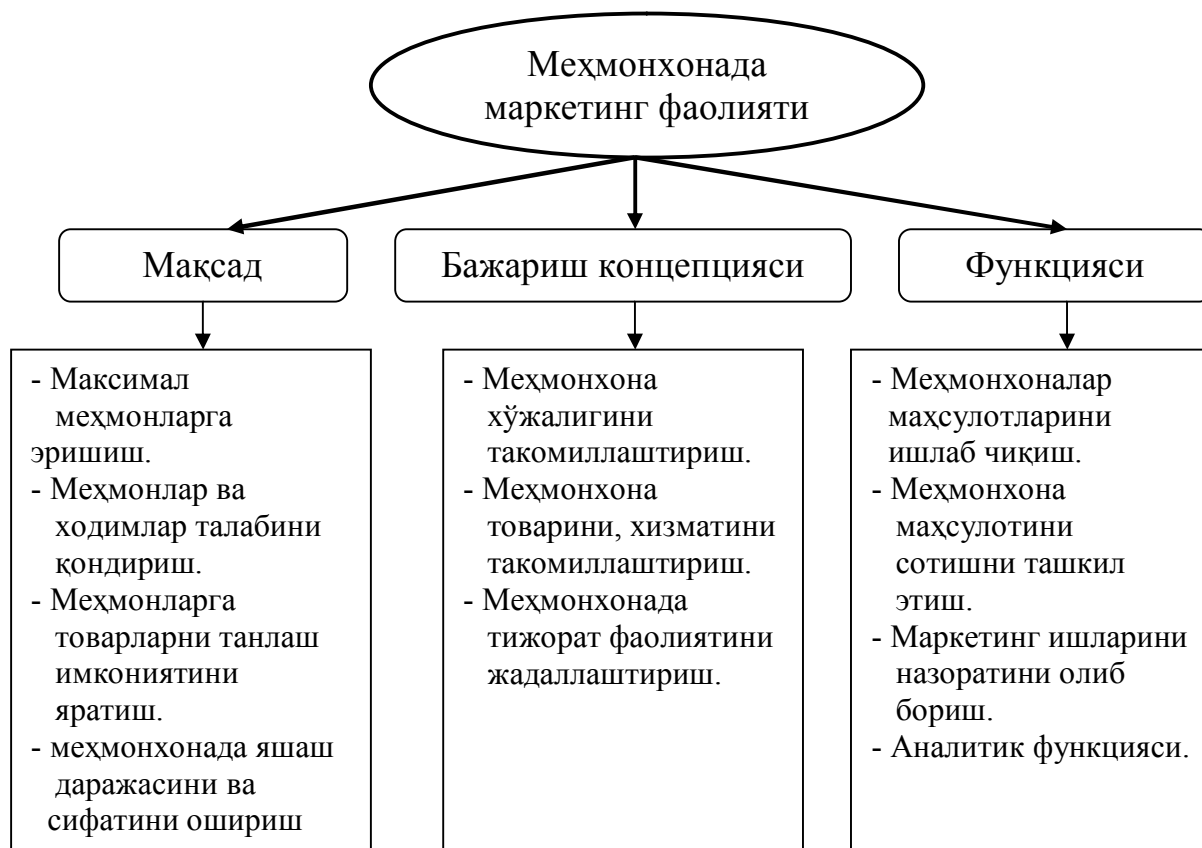 Меҳмонхонада
маркетинг фаолияти
Мақсад
Бажариш концепцияси
Функцияси
- Максимал
меҳмонларга
эришиш.
- Меҳмонлар ва
ходимлар талабини
қондириш.
- Меҳмонларга
товарларни танлаш
имкониятини
яратиш.
- меҳмонхонада яшаш
даражасини ва
сифатини ошириш
- Меҳмонхона
хўжалигини
такомиллаштириш.
- Меҳмонхона
товарини, хизматини
такомиллаштириш.
- Меҳмонхонада
тижорат фаолиятини
жадаллаштириш.
- Меҳмонхоналар
маҳсулотларини
ишлаб чиқиш.
- Меҳмонхона
маҳсулотини
сотишни ташкил
этиш.
- Маркетинг ишларини
назоратини олиб
бориш.
- Аналитик функцияси.